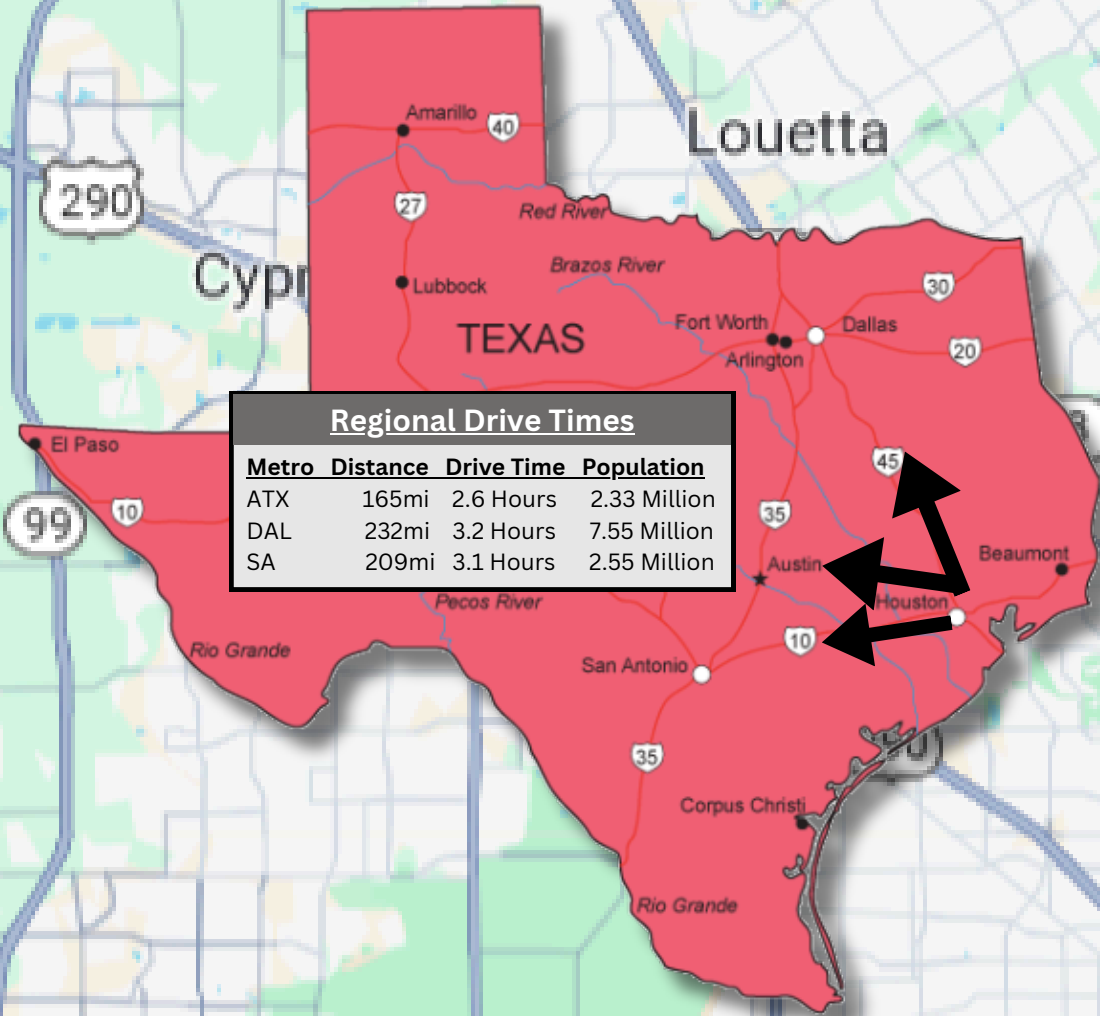 Amarillo
40
Louetta
290
27
Red River
Cypr
Brazos River
Lubbock
30
TEXAS
Fort Worth
Dallas
Arlington
20
Regional Drive Times
Metro Distance Drive Time Population
ATX 165mi 2.6 Hours 2.33 Million
DAL 232mi 3.2 Hours 7.55 Million
SA 209mi 3.1 Hours 2.55 Million
El Paso
10
99
45
35
Austin
Beaumont
Pecos River
Houston
Rio Grande
10
San Antonio
35
Corpus Christi
Rio Grande